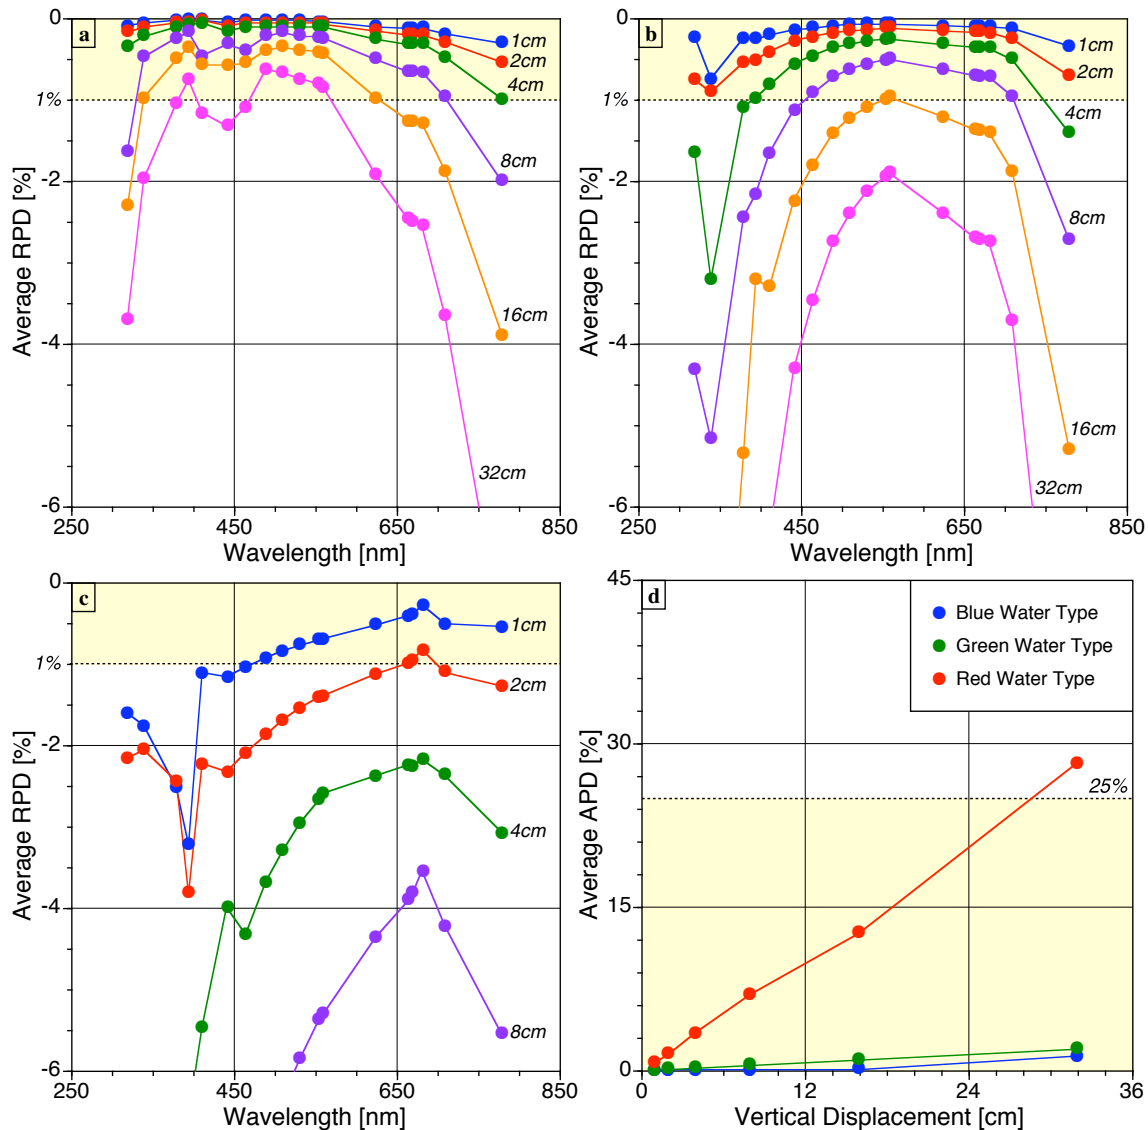 a
0
1%
-2
-4
-6
Average RPD [%]
1cm
2cm
4cm
8cm
16cm
32cm
250
450
650
850
Wavelength [nm]
b
0
1%
-2
-4
-6
Average RPD [%]
1cm
2cm
4cm
8cm
16cm
32cm
250
450
650
850
Wavelength [nm]
c
0
1%
-2
-4
-6
Average RPD [%]
1cm
2cm
4cm
8cm
250
450
650
850
Wavelength [nm]
d
45
30
15
0
Average APD [%]
Blue Water Type
Green Water Type
Red Water Type
25%
0
12
24
36
Vertical Displacement [cm]